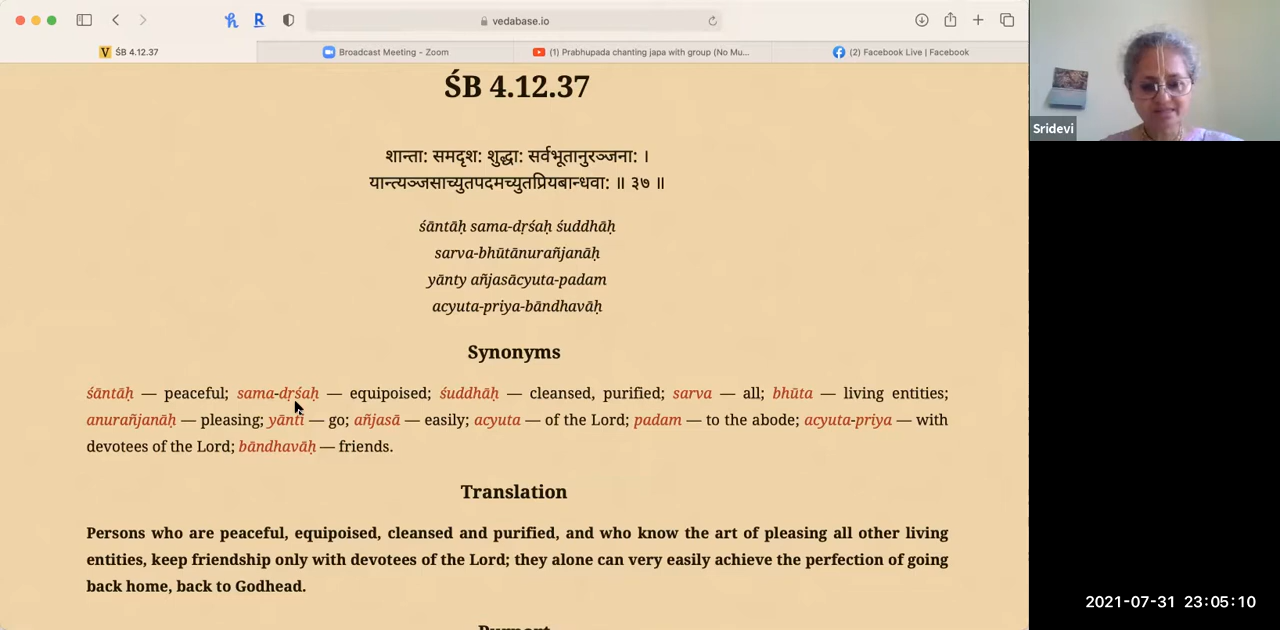 vedabase.io
ŚB 4.12.37
Broadcast Meeting - Zoom
(1) Prabhupada chanting japa with group (No Mu...
(2) Facebook Live | Facebook
ŚB 4.12.37
शान्ता: समद‍ृश: शुद्धा: सर्वभूतानुरञ्जना: ।
यान्त्यञ्जसाच्युतपदमच्युतप्रियबान्धवा: ॥ ३७ ॥
śāntāḥ sama-dṛśaḥ śuddhāḥ
sarva-bhūtānurañjanāḥ
yānty añjasācyuta-padam
acyuta-priya-bāndhavāḥ
Synonyms
śāntāḥ — peaceful; sama-dṛśaḥ — equipoised; śuddhāḥ — cleansed, purified; sarva — all; bhūta — living entities;
anurañjanāḥ — pleasing; yānti — go; añjasā — easily; acyuta — of the Lord; padam — to the abode; acyuta-priya — with
devotees of the Lord; bāndhavāḥ — friends.
Translation
Persons who are peaceful, equipoised, cleansed and purified, and who know the art of pleasing all other living
entities, keep friendship only with devotees of the Lord; they alone can very easily achieve the perfection of going
back home, back to Godhead.
Purport
Sridevi
2021-07-31 23:05:10